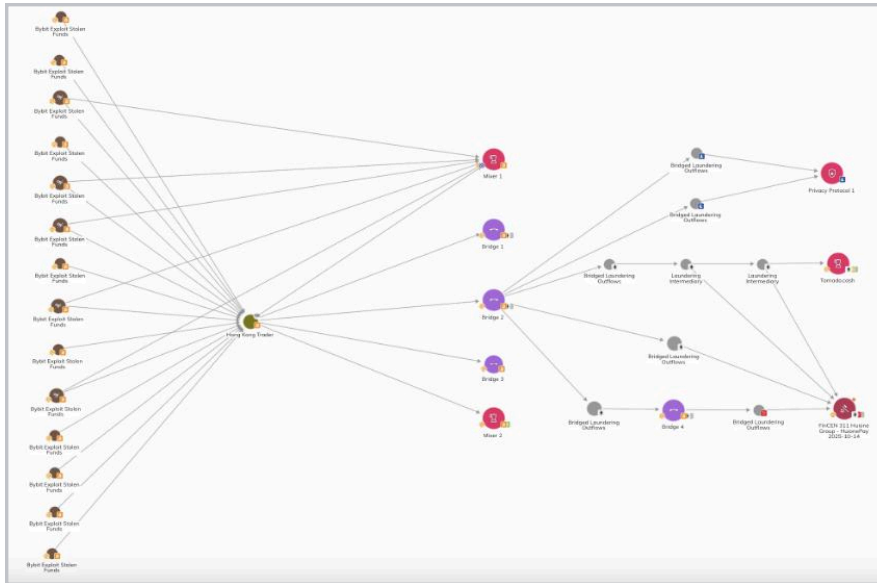 Bybit Exploit Stolen
Funds
Bybit Exploit Stolen
Funds
Bybit Exploit Stolen
Funds
Bybit Exploit Stolen
Funds
Bybit Exploit Stolen
Funds
Bybit Exploit Stolen
Funds
Bybit Exploit Stolen
Funds
Bybit Exploit Stolen
Funds
Bybit Exploit Stolen
Funds
Bybit Exploit Stolen
Funds
Bybit Exploit Stolen
Funds
Bybit Exploit Stolen
Funds
Bybit Exploit Stolen
Funds
Bybit Exploit Stolen
Funds
Hong Kong Trader
Mixer 1
Bridge 1
Bridge 2
Bridge 3
Mixer 2
Bridged Laundering
Outflows
Privacy Protocol 1
Bridged Laundering
Outflows
Bridged Laundering
Outflows
Laundering
Intermediary
Laundering
Intermediary
Tornadocash
Bridged Laundering
Outflows
Bridged Laundering
Outflows
Bridge 4
Bridged Laundering
Outflows
FinCEN 311 Huione
Group - HuionePay
2025-10-14